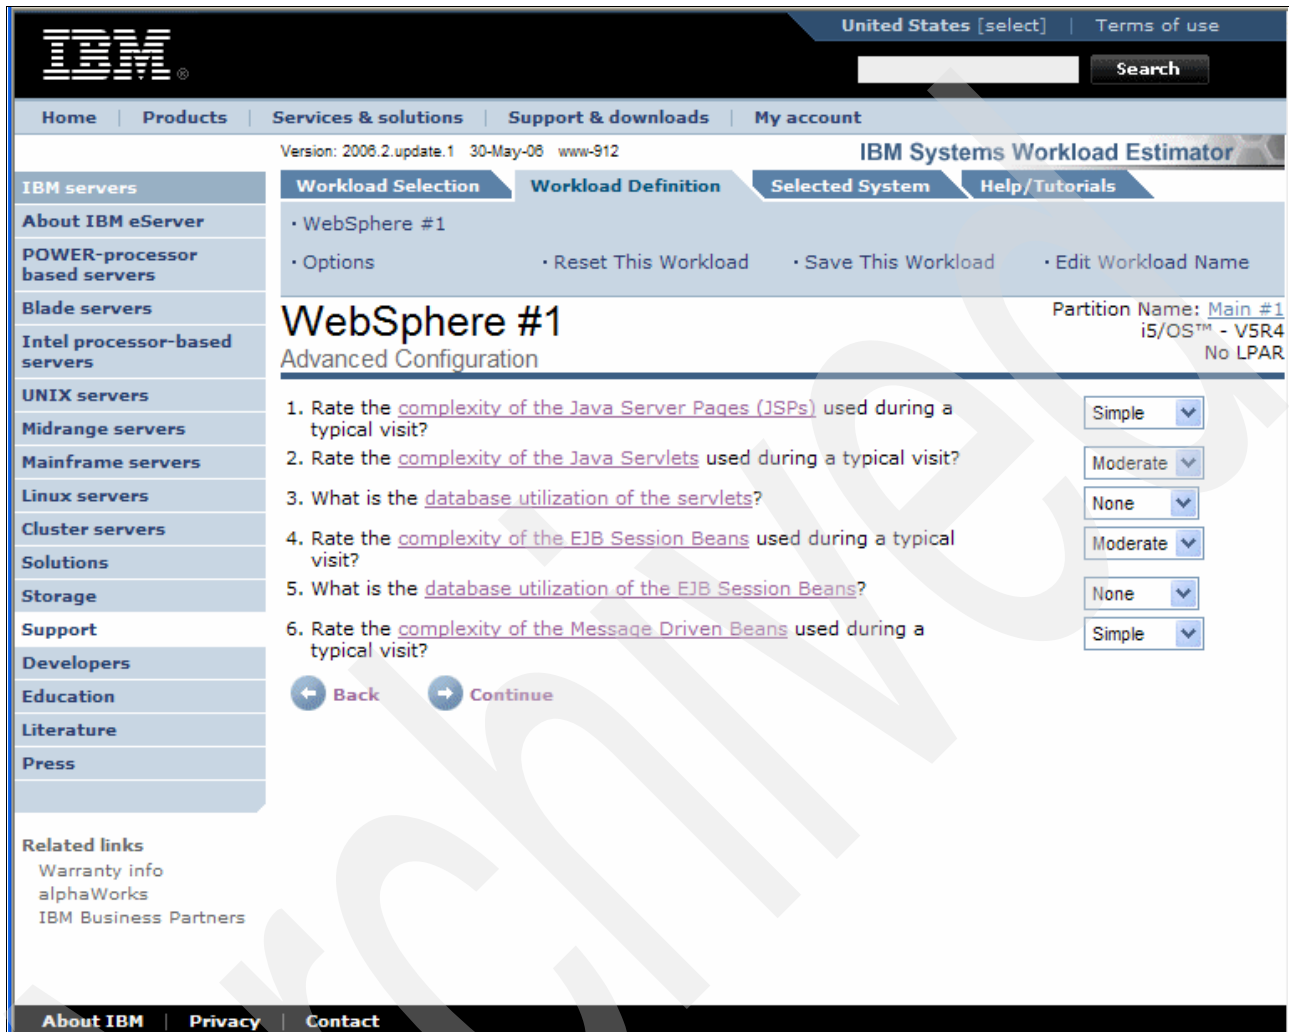 United States [select] | Terms of use
IBM®
Search
Home | Products | Services & solutions | Support & downloads | My account
Version: 2006.2.update.1 30-May-06 www-912
IBM Systems Workload Estimator
Workload Selection Workload Definition Selected System Help/Tutorials
· WebSphere #1
· Options · Reset This Workload · Save This Workload · Edit Workload Name
IBM servers
About IBM eServer
POWER-processor
based servers
Blade servers
Intel processor-based
servers
UNIX servers
Midrange servers
Mainframe servers
Linux servers
Cluster servers
Solutions
Storage
Support
Developers
Education
Literature
Press
Related links
Warranty info
alphaWorks
IBM Business Partners
WebSphere #1
Advanced Configuration
Partition Name: Main #1
i5/OS™ - V5R4
No LPAR
1. Rate the complexity of the Java Server Pages (JSPs) used during a
typical visit?
Simple
2. Rate the complexity of the Java Servlets used during a typical visit?
Moderate
3. What is the database utilization of the servlets?
None
4. Rate the complexity of the EJB Session Beans used during a typical
visit?
Moderate
5. What is the database utilization of the EJB Session Beans?
None
6. Rate the complexity of the Message Driven Beans used during a
typical visit?
Simple
Back Continue
About IBM | Privacy | Contact
Archived